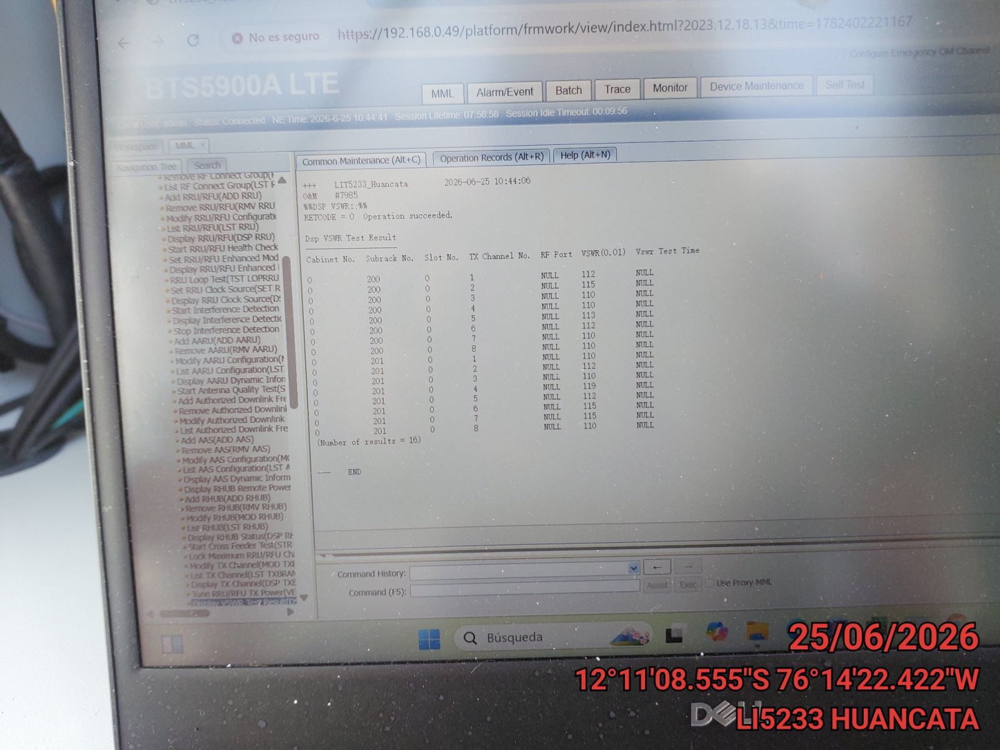 No es seguro https://192.168.0.49/platform/frmwork/view/index.html?2023.12.18.13&time=1782402221167
Configure Emergency OM Channel
BTS5900A LTE
MML Alarm/Event Batch Trace Monitor Device Maintenance Self Test
Local User: admin Status: Connected NE Time: 2026-6-25 10:44:41 Session Lifetime: 07:58:58 Session Idle Timeout: 00:09:56
Workspace MML ×
Navigation Tree Search
Remove RF Connect Group(
List RF Connect Group(LST F
Add RRU/RFU(ADD RRU)
Remove RRU/RFU(RMV RRU
Modify RRU/RFU Configurati
List RRU/RFU(LST RRU)
Display RRU/RFU(DSP RRU)
Start RRU/RFU Health Check
Set RRU/RFU Enhanced Mod
Display RRU/RFU Enhanced
RRU Loop Test(TST LOPRRU
Set RRU Clock Source(SET R
Display RRU Clock Source(D
Start Interference Detection
Display Interference Detectic
Stop Interference Detection
Add AARU(ADD AARU)
Remove AARU(RMV AARU)
Modify AARU Configuration(
List AARU Configuration(LST
Display AARU Dynamic Infor
Start Antenna Quality Test(S
Add Authorized Downlink Fre
Remove Authorized Downlinl
Modify Authorized Downlink
List Authorized Downlink Fre
Add AAS(ADD AAS)
Remove AAS(RMV AAS)
Modify AAS Configuration(MC
List AAS Configuration(LST A
Display AAS Dynamic Inform
Display RHUB Remote Power
Add RHUB(ADD RHUB)
Remove RHUB(RMV RHUB)
Modify RHUB(MOD RHUB)
List RHUB(LST RHUB)
Display RHUB Status(DSP RH
Start Cross Feeder Test(STR
Lock Maximum RRU/RFU Ch
Modify TX Channel(MOD TXE
List TX Channel(LST TXBRAN
Display TX Channel(DSP TXE
Tune RRU/RFU TX Power(VE
Display VSWR Test Result(D
Common Maintenance (Alt+C) Operation Records (Alt+R) Help (Alt+N)
+++ LIT5233_Huancata 2026-06-25 10:44:06
O&M #7985
%%DSP VSWR:;%%
RETCODE = 0 Operation succeeded.
Dsp VSWR Test Result
Cabinet No. Subrack No. Slot No. TX Channel No. RF Port VSWR(0.01) Vswr Test Time
0 200 0 1 NULL 112 NULL
0 200 0 2 NULL 115 NULL
0 200 0 3 NULL 110 NULL
0 200 0 4 NULL 110 NULL
0 200 0 5 NULL 113 NULL
0 200 0 6 NULL 112 NULL
0 200 0 7 NULL 110 NULL
0 200 0 8 NULL 110 NULL
0 201 0 1 NULL 110 NULL
0 201 0 2 NULL 112 NULL
0 201 0 3 NULL 110 NULL
0 201 0 4 NULL 119 NULL
0 201 0 5 NULL 112 NULL
0 201 0 6 NULL 115 NULL
0 201 0 7 NULL 115 NULL
0 201 0 8 NULL 110 NULL
(Number of results = 16)
--- END
Command History: ← →
Command (F5): Assist Exec Use Proxy MML
Búsqueda
25/06/2026
12°11'08.555"S 76°14'22.422"W
DELL
LI5233 HUANCATA